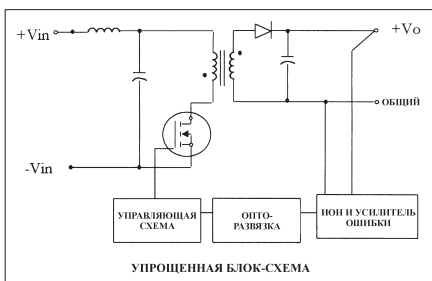 +Vin
+Vo
ОБЩИЙ
-Vin
УПРАВЛЯЮЩАЯ
СХЕМА
ОПТО-
РАЗВЯЗКА
ИОН И УСИЛИТЕЛЬ
ОШИБКИ
УПРОЩЕННАЯ БЛОК-СХЕМА